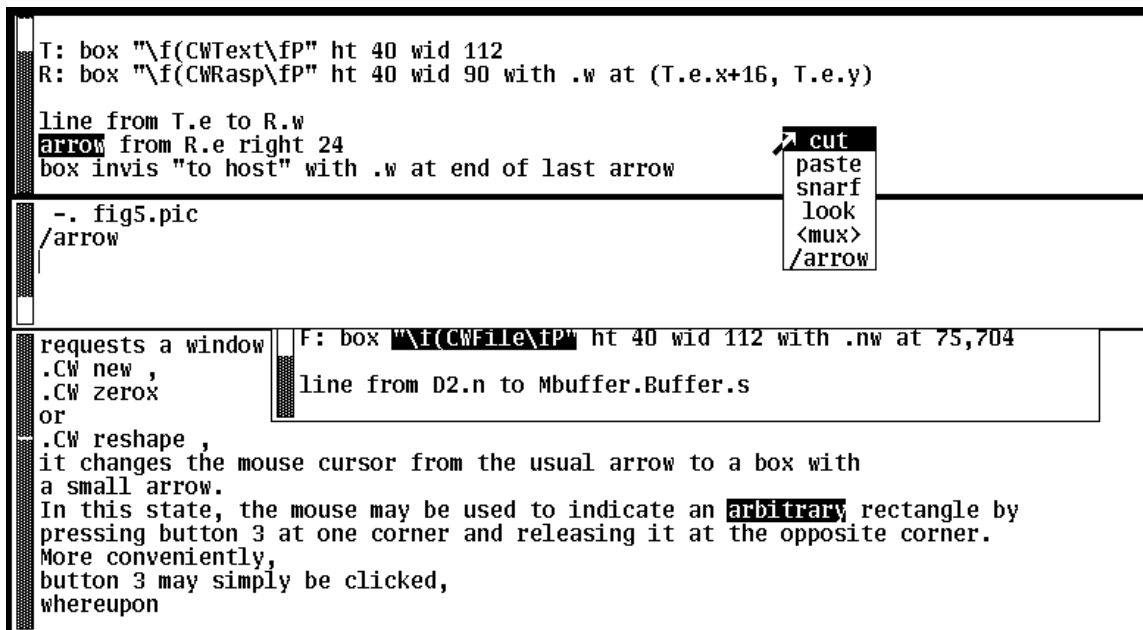 T: box "\f(CWText\fP" ht 40 wid 112
R: box "\f(CWRasp\fP" ht 40 wid 90 with .w at (T.e.x+16, T.e.y)
line from T.e to R.w
arrow from R.e right 24
box invis "to host" with .w at end of last arrow
cut
paste
snarf
look
<mux>
/arrow
-. fig5.pic
/arrow
F: box "\f(CWFile\fP" ht 40 wid 112 with .nw at 75,704
line from D2.n to Mbuffer.Buffer.s
requests a window
.CW new ,
.CW zerox
or
.CW reshape ,
it changes the mouse cursor from the usual arrow to a box with
a small arrow.
In this state, the mouse may be used to indicate an arbitrary rectangle by
pressing button 3 at one corner and releasing it at the opposite corner.
More conveniently,
button 3 may simply be clicked,
whereupon